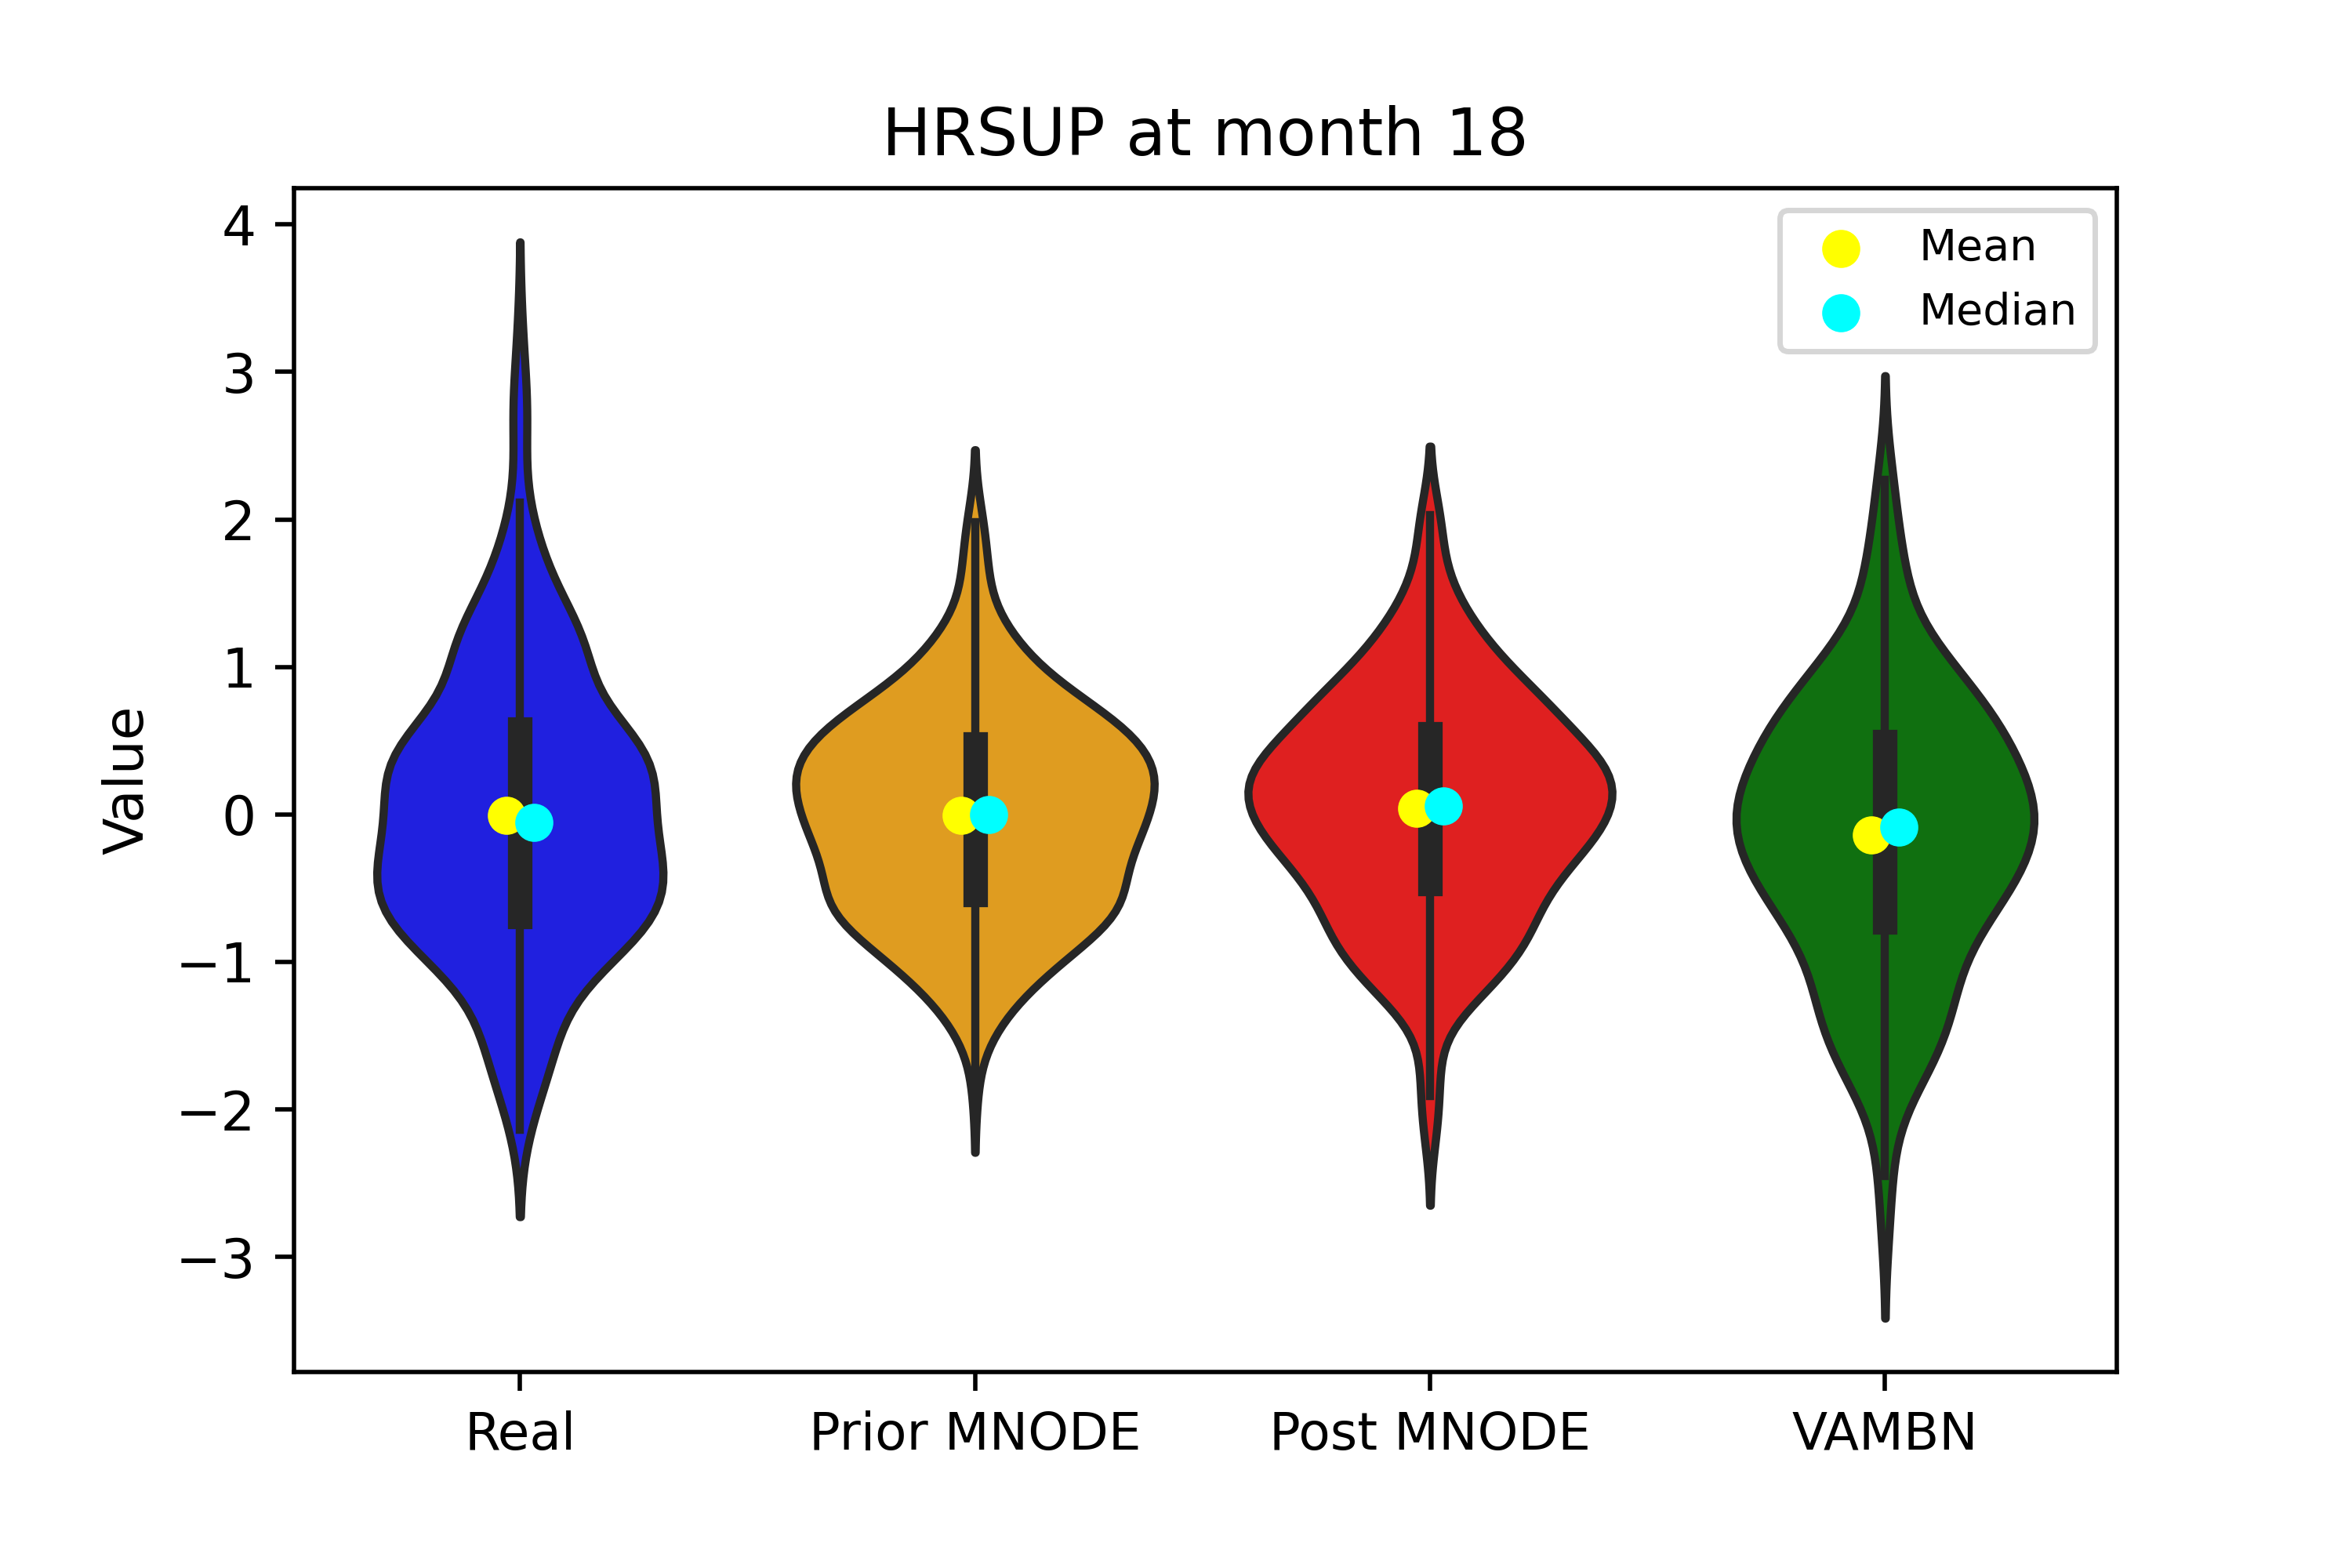 HRSUP at month 18
Mean
Median
Value
4
3
2
1
0
−1
−2
−3
Real
Prior MNODE
Post MNODE
VAMBN